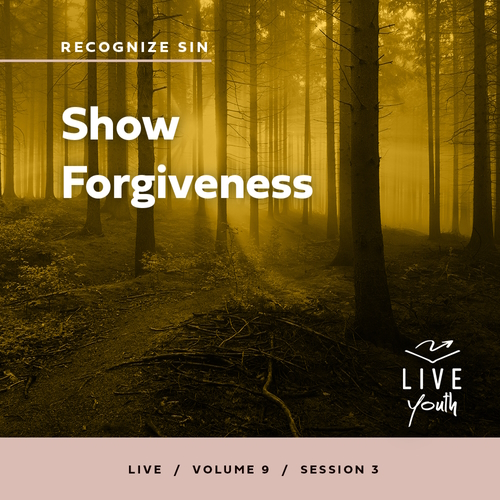 RECOGNIZE SIN
Show
Forgiveness
LIVE
youth
LIVE / VOLUME 9 / SESSION 3